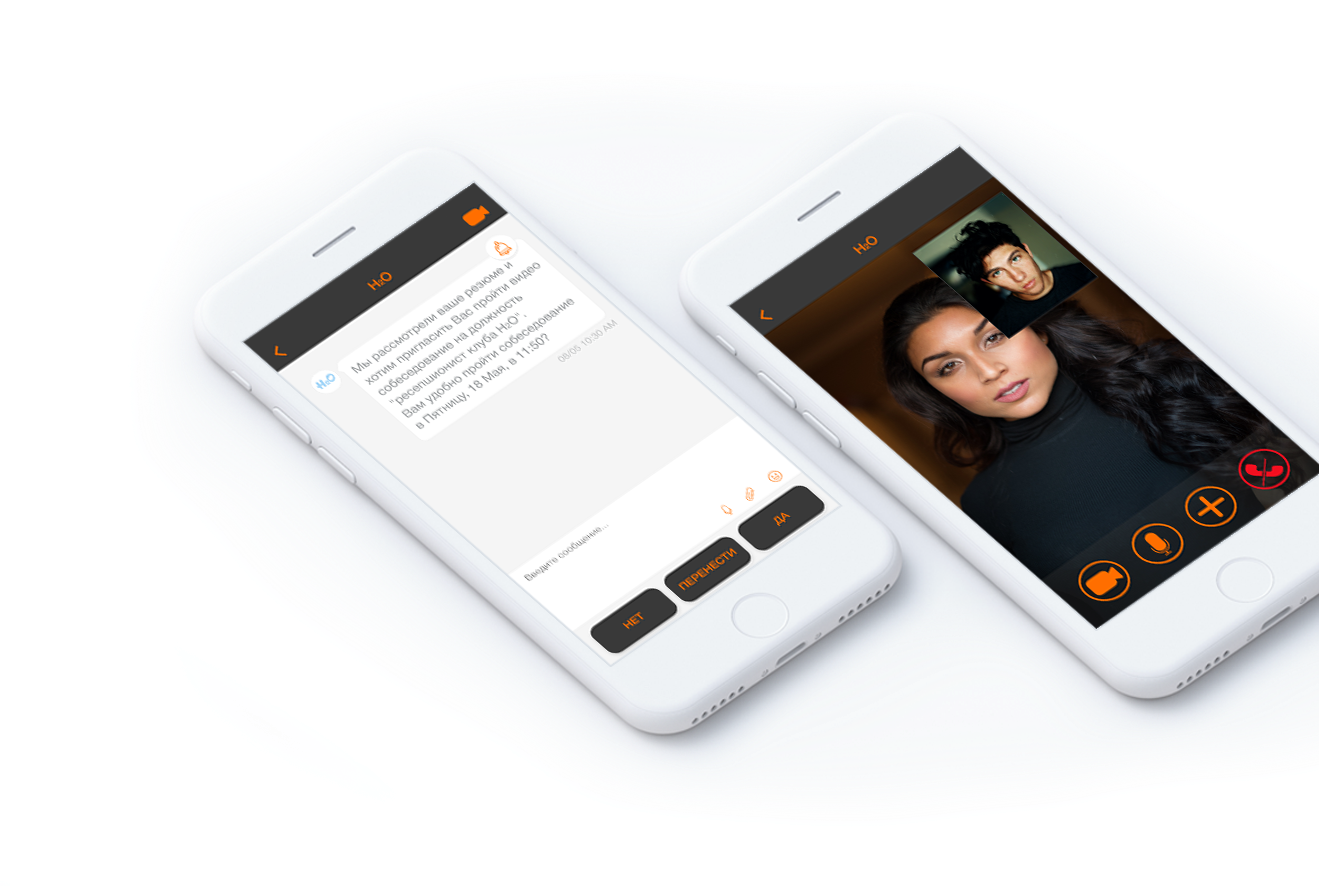 H₂O
H₂O
Мы рассмотрели ваше резюме и
хотим пригласить Вас пройти видео
собеседование на должность
"ресепшионист клуба H₂O".
Вам удобно пройти собеседование
в Пятницу, 18 Мая, в 11:50?
08/05 10:30 AM
Введите сообщение...
НЕТ
ПЕРЕНЕСТИ
ДА
H₂O